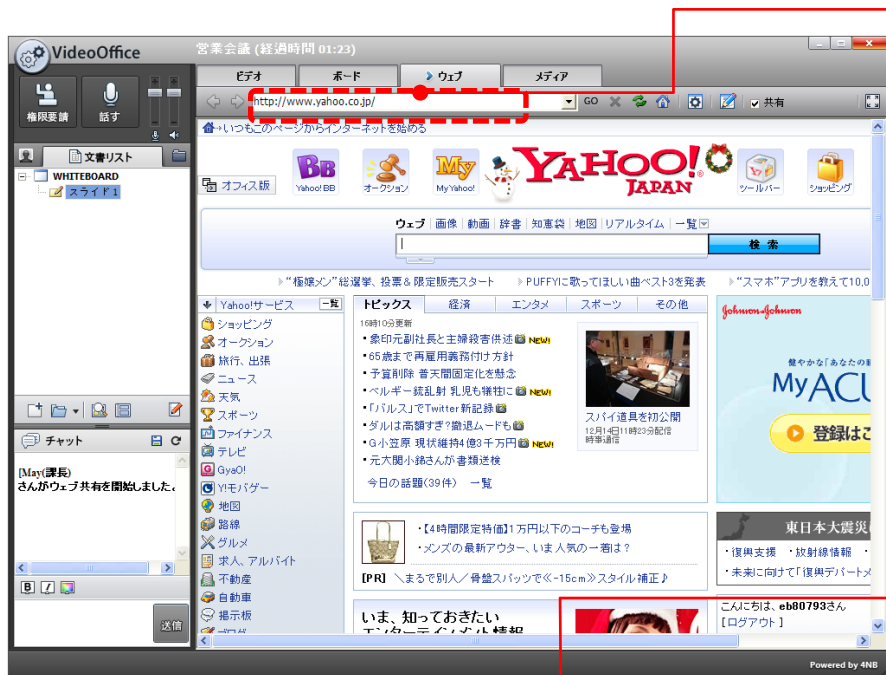 VideoOffice
営業会議 (経過時間 01:23)
ビデオ
ボード
ウェブ
メディア
権限要請
話す
http://www.yahoo.co.jp/
GO
共有
文書リスト
WHITEBOARD
スライド1
いつもこのページからインターネットを始める
オフィス版
Yahoo! BB
オークション
My Yahoo!
YAHOO!
JAPAN
ツールバー
ショッピング
ウェブ | 画像 | 動画 | 辞書 | 知恵袋 | 地図 | リアルタイム | 一覧
検索
“極嬢メン”総選挙、投票&限定販売スタート
PUFFYに歌ってほしい曲ベスト3を発表
“スマホ”アプリを教えて10,0
Yahoo!サービス
一覧
ショッピング
オークション
旅行、出張
ニュース
天気
スポーツ
ファイナンス
テレビ
GyaO!
Y!モバゲー
地図
路線
グルメ
求人、アルバイト
不動産
自動車
掲示板
ブログ
トピックス
経済
エンタメ
スポーツ
その他
16時10分更新
・象印元副社長と主婦殺害供述 NEW!
・65歳まで再雇用義務付け方針
・予算削除 普天間固定化を懸念
・ベルギー銃乱射 乳児も犠牲に NEW!
・「バルス」でTwitter新記録
・ダルは高額すぎ?撤退ムードも
・G小笠原 現状維持4億3千万円 NEW!
・元大関小錦さんが書類送検
今日の話題(39件)
一覧
スパイ道具を初公開
12月14日11時23分配信
時事通信
・【4時間限定特価】1万円以下のコーチも登場
・メンズの最新アウター、いま人気の一着は?
[PR] ＼まるで別人／骨盤スパッツで≪-15cm≫スタイル補正♪
いま、知っておきたい
エンターテインメント情報
Johnson&Johnson
健やかな「あなたの
My ACU
登録はこ
東日本大震災
・復興支援 ・放射線情報 ・
・未来に向けて「復興デパートメ
こんにちは、eb80793さん
[ログアウト]
チャット
[May(課長)
さんがウェブ共有を開始しました。
B
I
送信
Powered by 4NB